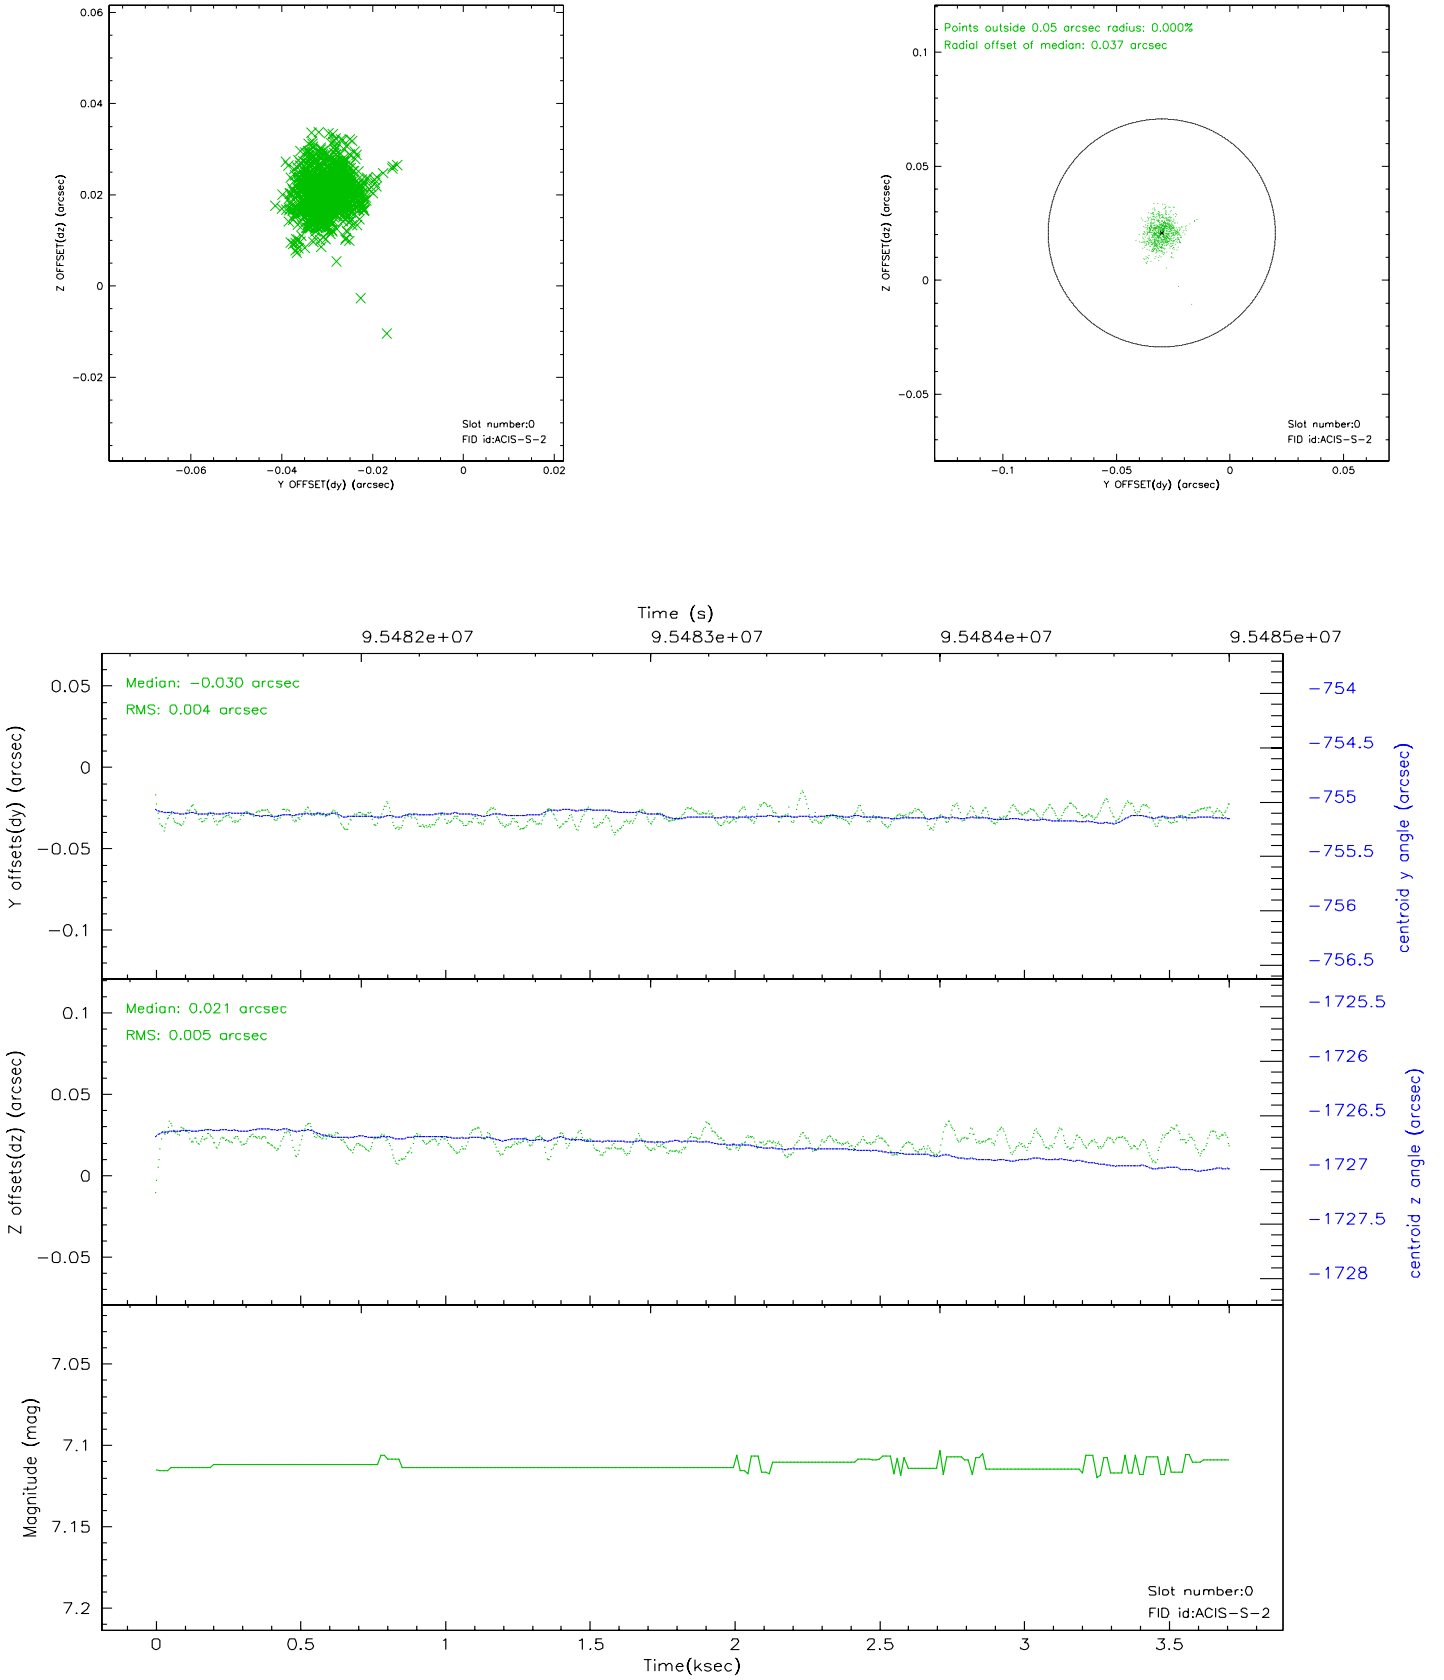 0.06
0.04
0.02
0
−0.02
Z OFFSET(dz) (arcsec)
−0.06
−0.04
−0.02
0
0.02
Y OFFSET(dy) (arcsec)
Slot number:0
FID id:ACIS−S−2
Points outside 0.05 arcsec radius: 0.000%
Radial offset of median: 0.037 arcsec
0.1
0.05
0
−0.05
Z OFFSET(dz) (arcsec)
−0.1
−0.05
0
0.05
Y OFFSET(dy) (arcsec)
Slot number:0
FID id:ACIS−S−2
Time (s)
9.5482e+07
9.5483e+07
9.5484e+07
9.5485e+07
Median: −0.030 arcsec
RMS: 0.004 arcsec
0.05
0
−0.05
−0.1
Y offsets(dy) (arcsec)
−754
−754.5
−755
−755.5
−756
−756.5
centroid y angle (arcsec)
Median: 0.021 arcsec
RMS: 0.005 arcsec
0.1
0.05
0
−0.05
Z offsets(dz) (arcsec)
−1725.5
−1726
−1726.5
−1727
−1727.5
−1728
centroid z angle (arcsec)
7.05
7.1
7.15
7.2
Magnitude (mag)
Slot number:0
FID id:ACIS−S−2
0
0.5
1
1.5
2
2.5
3
3.5
Time(ksec)